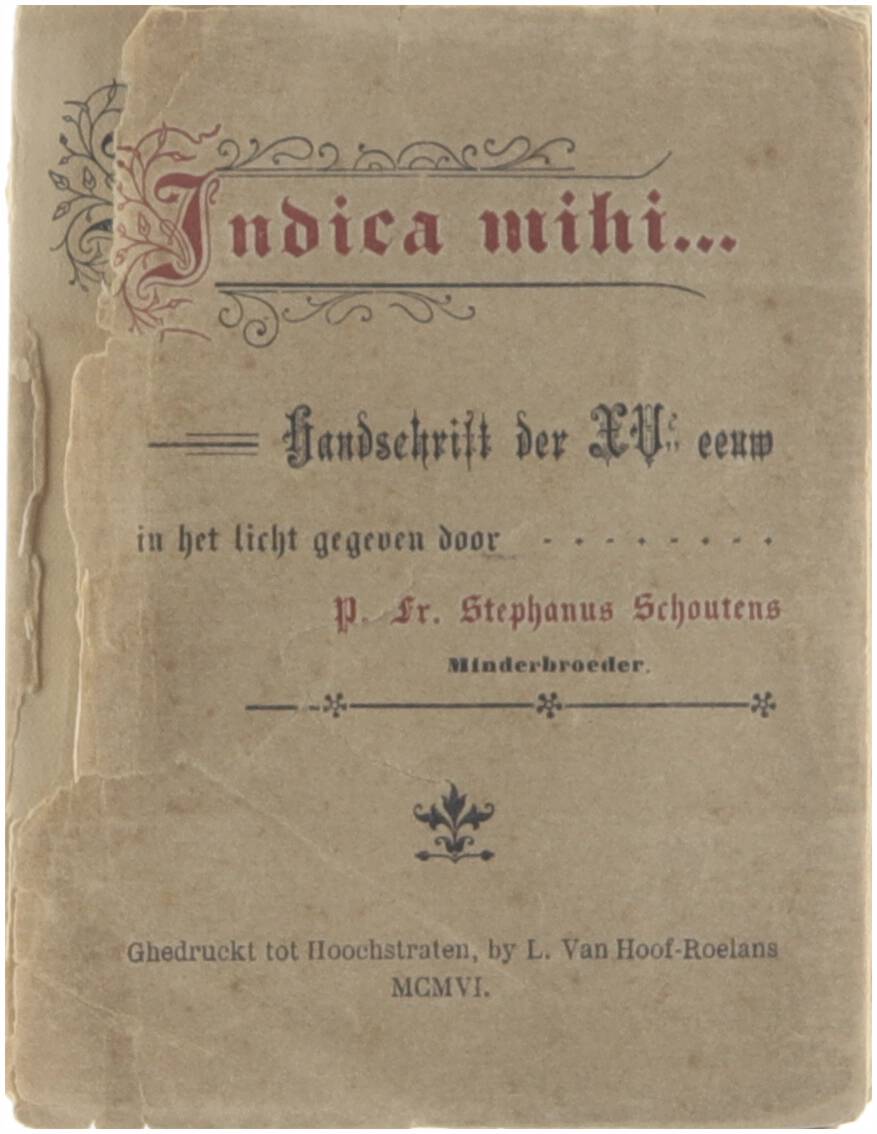 Indica mihi...
Handschrift der XVe eeuw
in het licht gegeven door - . - . - . - .
P. Fr. Stephanus Schoutens
Minderbroeder.
Ghedruckt tot Hoochstraten, by L. Van Hoof-Roelans
MCMVI.